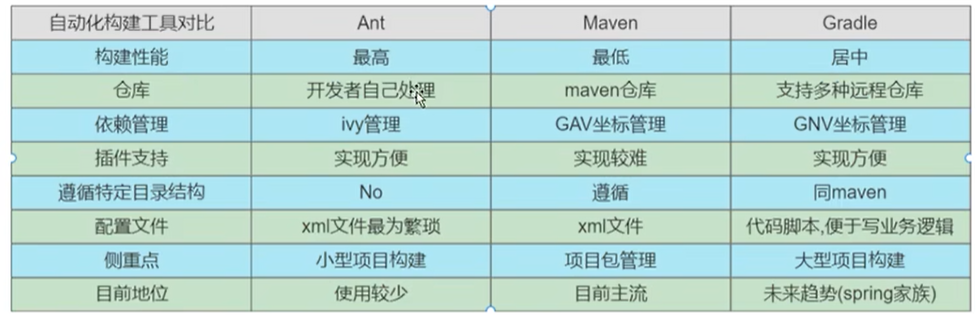 自动化构建工具对比 Ant Maven Gradle
构建性能 最高 最低 居中
仓库 开发者自己处理 maven仓库 支持多种远程仓库
依赖管理 ivy管理 GAV坐标管理 GNV坐标管理
插件支持 实现方便 实现较难 实现方便
遵循特定目录结构 No 遵循 同maven
配置文件 xml文件最为繁琐 xml文件 代码脚本,便于写业务逻辑
侧重点 小型项目构建 项目包管理 大型项目构建
目前地位 使用较少 目前主流 未来趋势(spring家族)